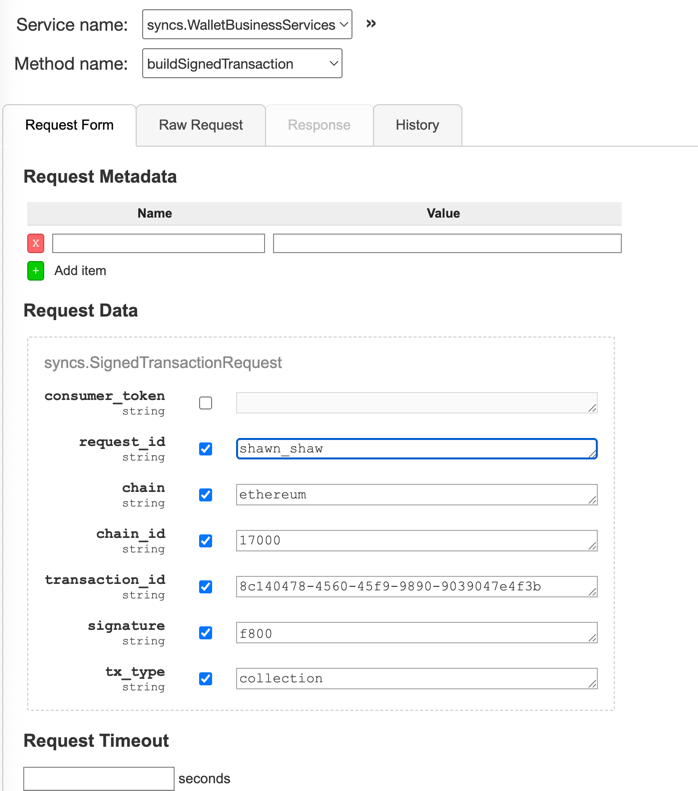 Service name: syncs.WalletBusinessServices »
Method name: buildSignedTransaction
Request Form Raw Request Response History
Request Metadata
Name Value
X
+ Add item
Request Data
syncs.SignedTransactionRequest
consumer_token
string
request_id shawn_shaw
string
chain ethereum
string
chain_id 17000
string
transaction_id 8c140478-4560-45f9-9890-9039047e4f3b
string
signature f800
string
tx_type collection
string
Request Timeout
seconds